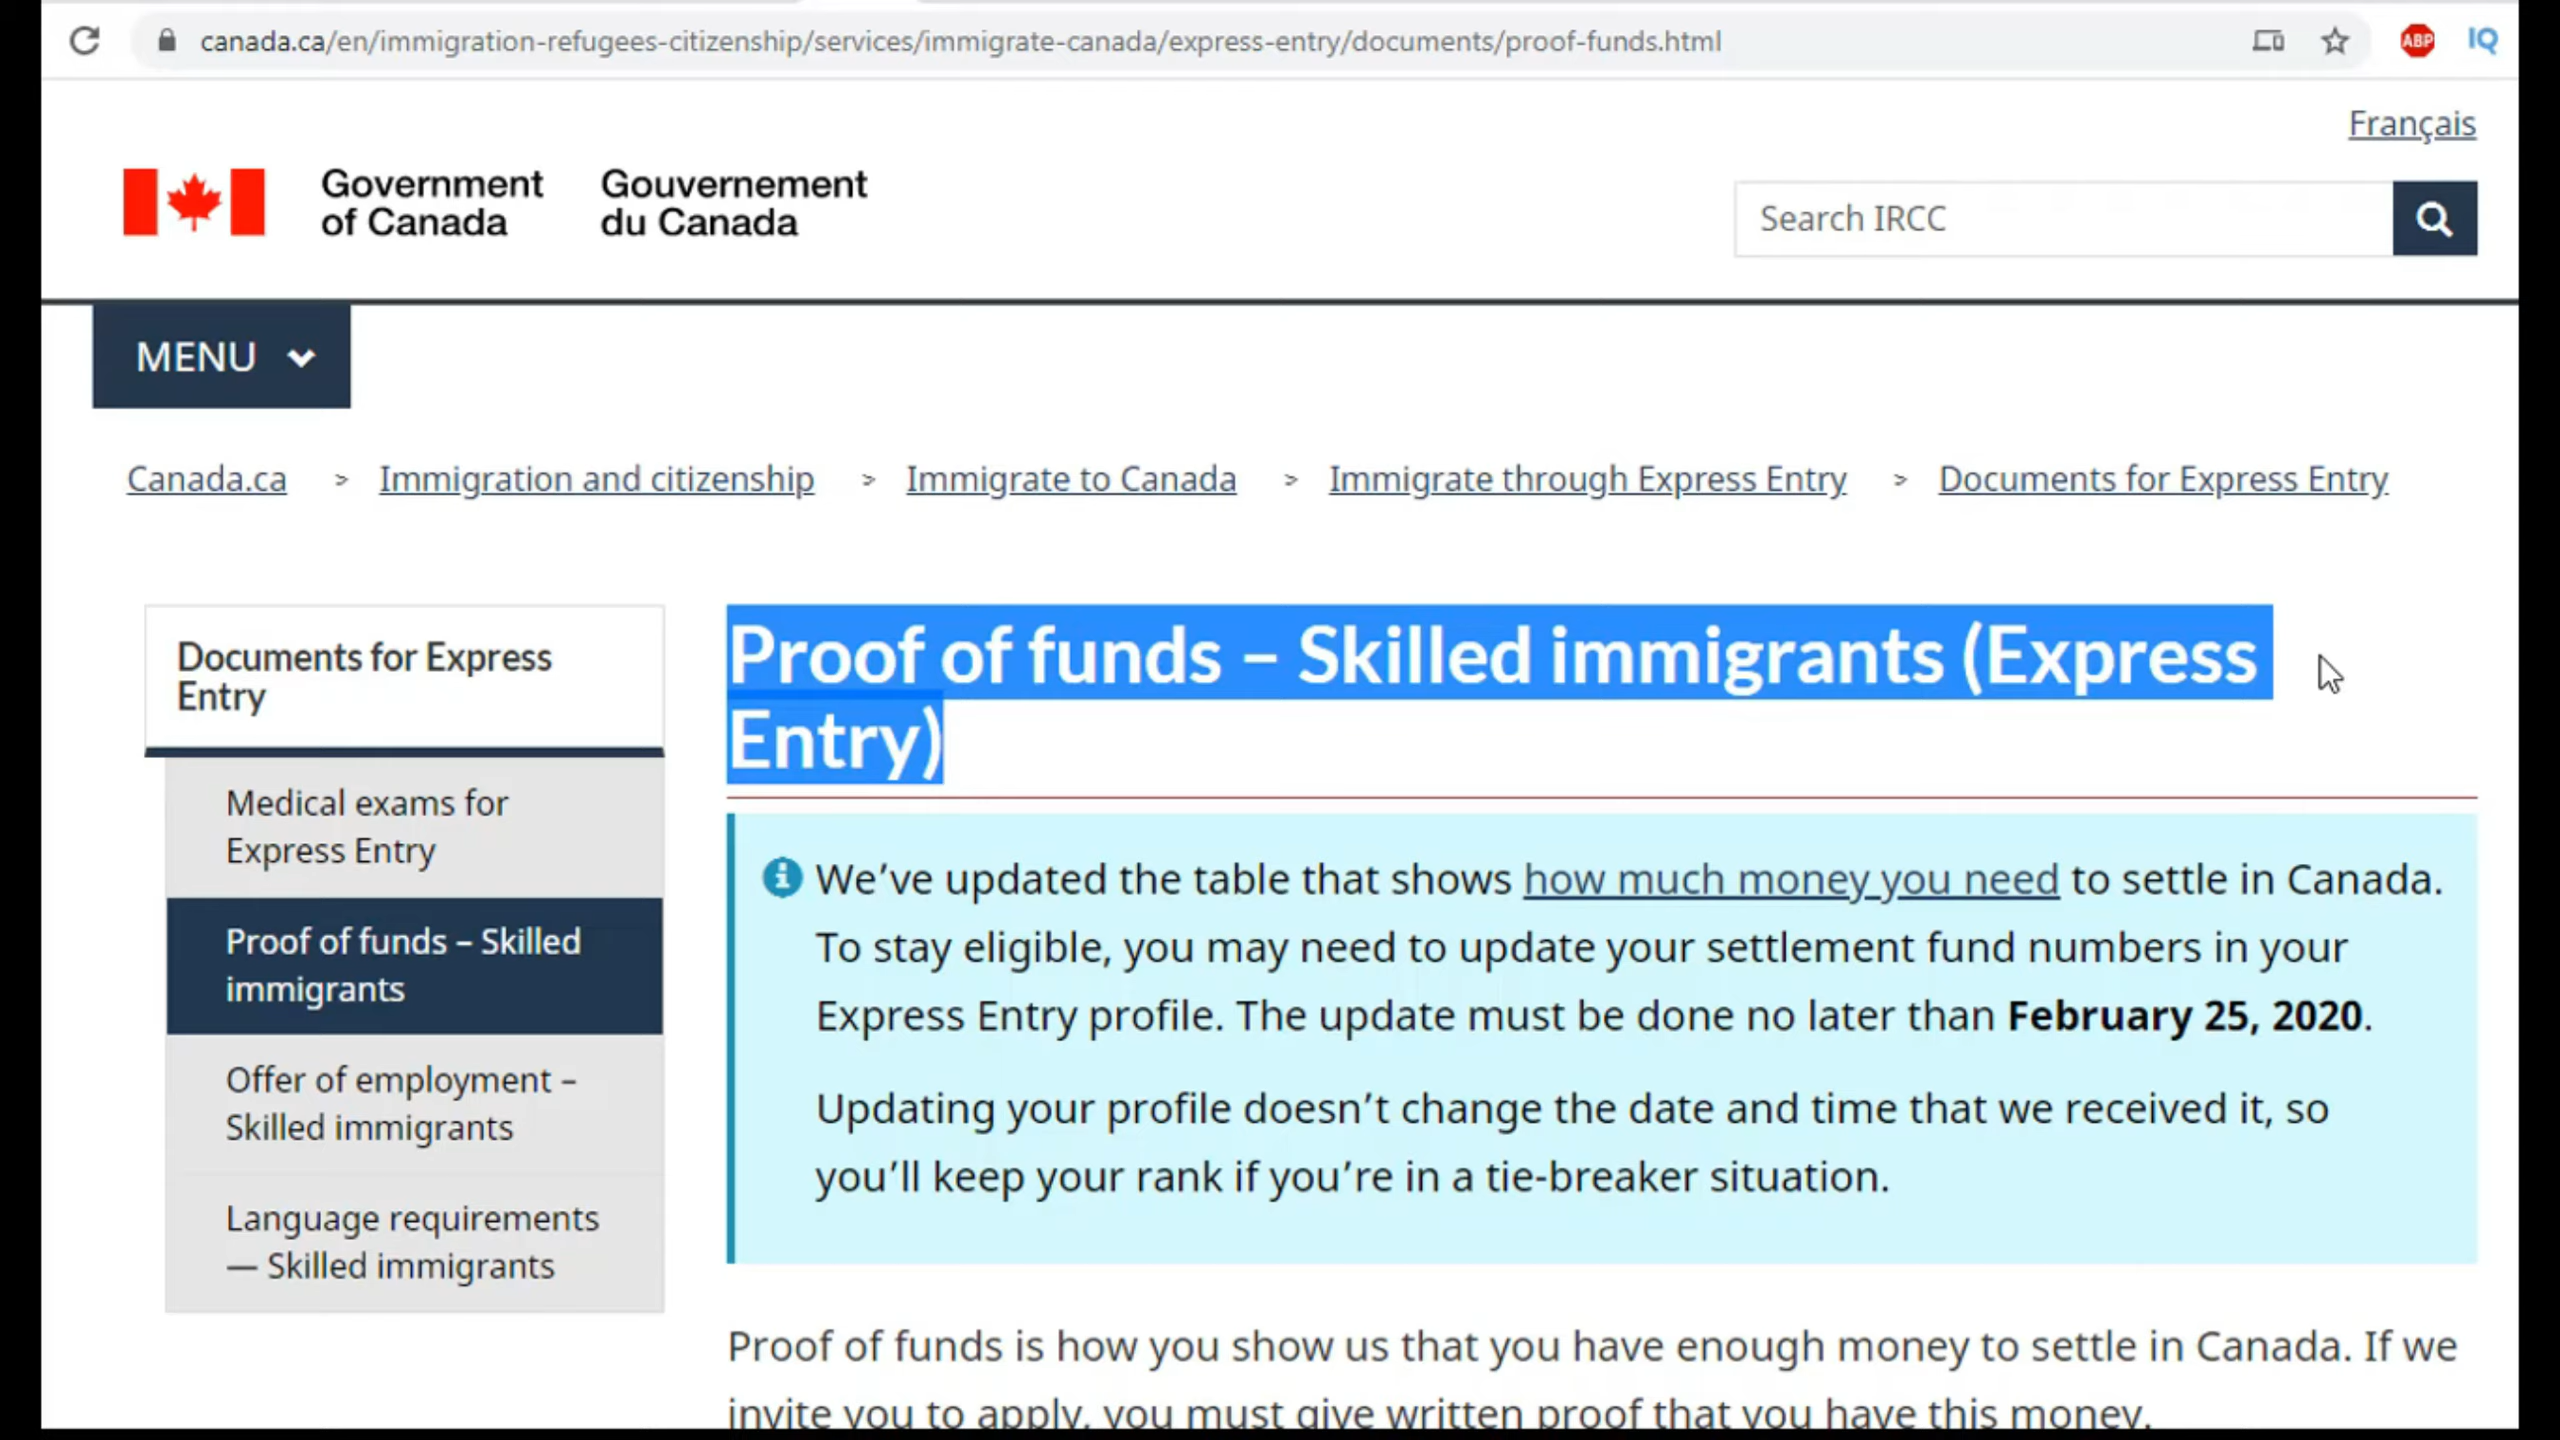 canada.ca/en/immigration-refugees-citizenship/services/immigrate-canada/express-entry/documents/proof-funds.html
ABP
IQ
Français
Government
of Canada
Gouvernement
du Canada
Search IRCC
MENU
Canada.ca > Immigration and citizenship > Immigrate to Canada > Immigrate through Express Entry > Documents for Express Entry
Documents for Express
Entry
Medical exams for
Express Entry
Proof of funds – Skilled
immigrants
Offer of employment –
Skilled immigrants
Language requirements
— Skilled immigrants
Proof of funds – Skilled immigrants (Express
Entry)
We’ve updated the table that shows how much money you need to settle in Canada.
To stay eligible, you may need to update your settlement fund numbers in your
Express Entry profile. The update must be done no later than February 25, 2020.
Updating your profile doesn’t change the date and time that we received it, so
you’ll keep your rank if you’re in a tie-breaker situation.
Proof of funds is how you show us that you have enough money to settle in Canada. If we
invite you to apply, you must give written proof that you have this money.